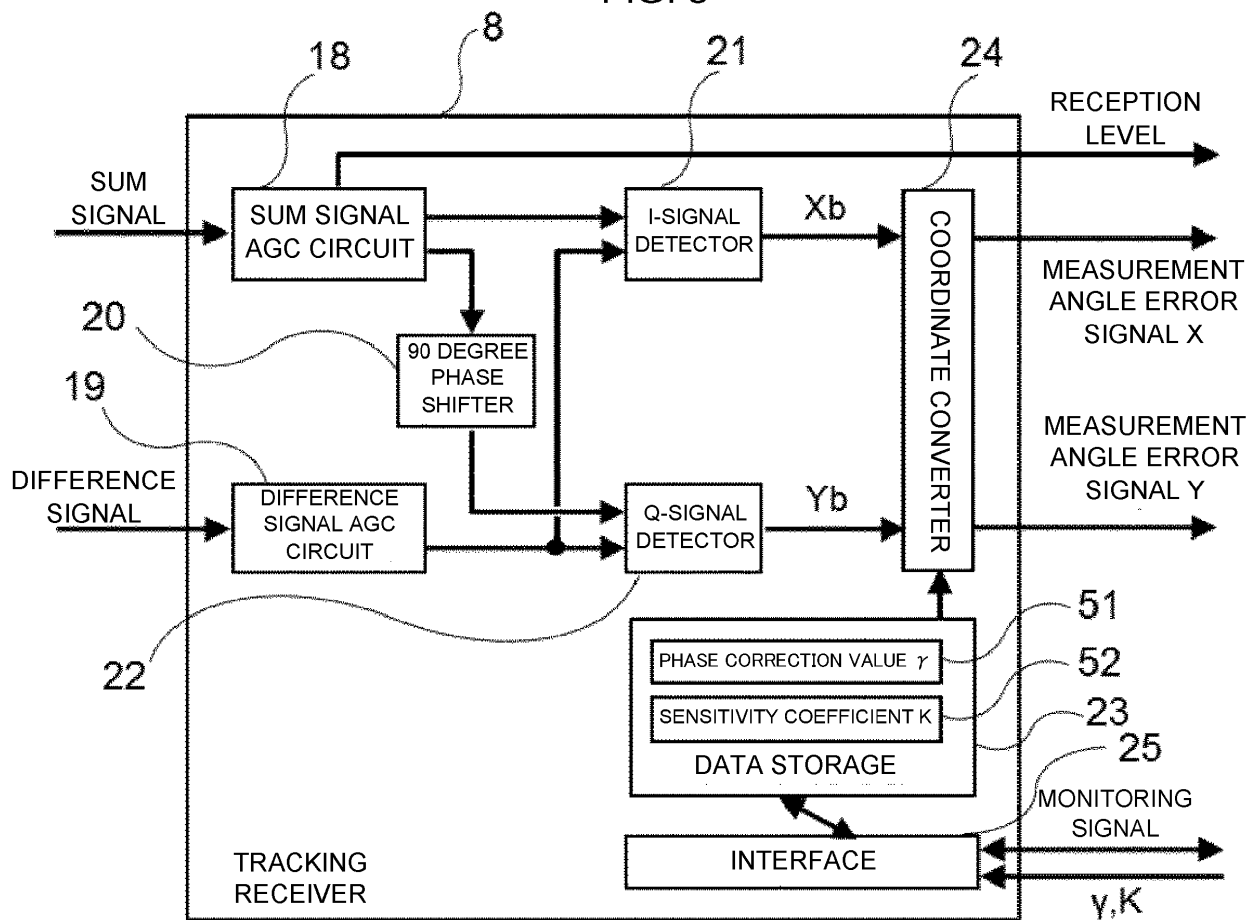 8
18
21
24
RECEPTION
LEVEL
SUM
SIGNAL
SUM SIGNAL
AGC CIRCUIT
I-SIGNAL
DETECTOR
Xb
COORDINATE CONVERTER
MEASUREMENT
ANGLE ERROR
SIGNAL X
20
90 DEGREE
PHASE
SHIFTER
19
MEASUREMENT
ANGLE ERROR
SIGNAL Y
DIFFERENCE
SIGNAL
DIFFERENCE
SIGNAL AGC
CIRCUIT
Q-SIGNAL
DETECTOR
Yb
22
51
PHASE CORRECTION VALUE γ
52
SENSITIVITY COEFFICIENT K
23
DATA STORAGE
25
MONITORING
SIGNAL
INTERFACE
TRACKING
RECEIVER
γ,K